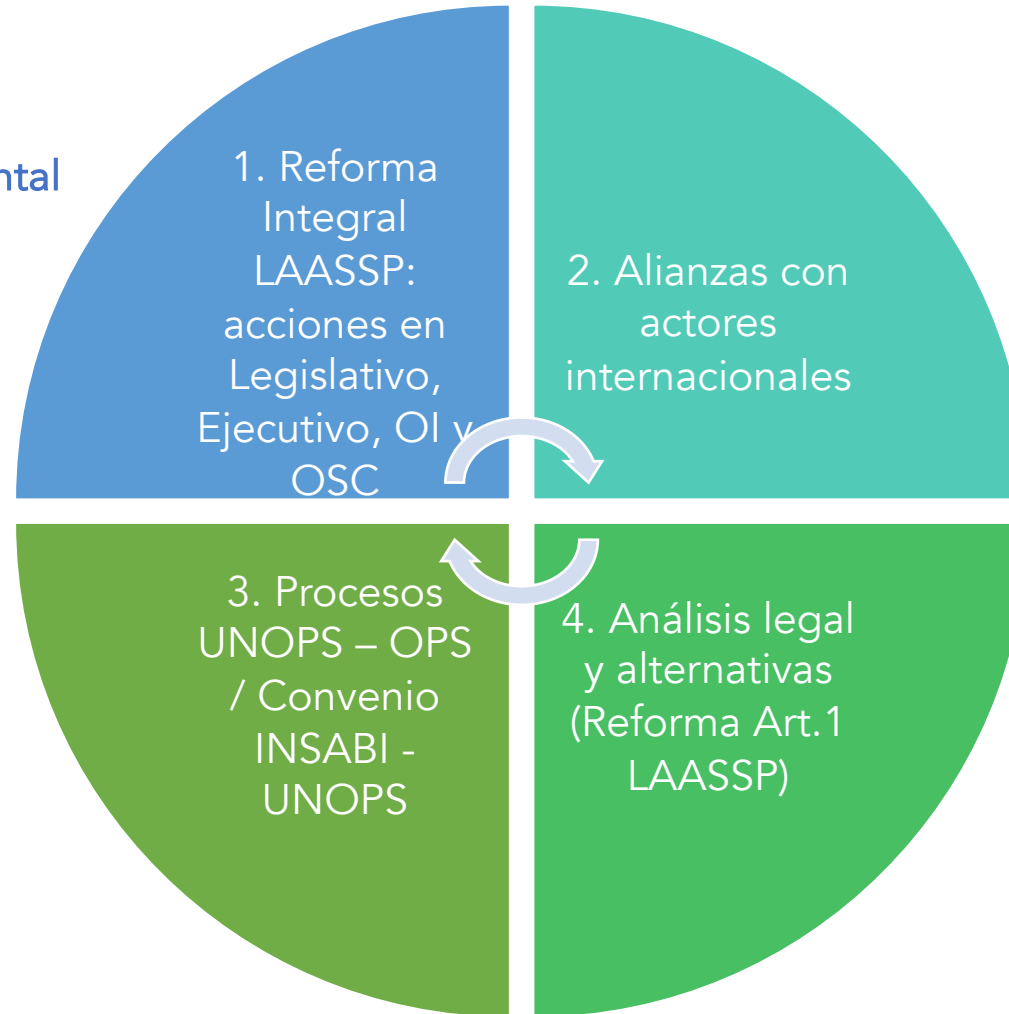 ntal
1. Reforma
Integral
LAASSP:
acciones en
Legislativo,
Ejecutivo, OI y
OSC
2. Alianzas con
actores
internacionales
3. Procesos
UNOPS – OPS
/ Convenio
INSABI -
UNOPS
4. Análisis legal
y alternativas
(Reforma Art.1
LAASSP)